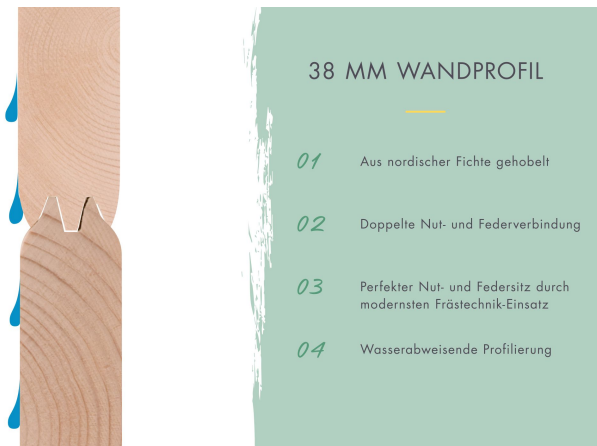 38 MM WANDPROFIL
01 Aus nordischer Fichte gehobelt
02 Doppelte Nut- und Federverbindung
03 Perfekter Nut- und Federsitz durch
modernsten Frästechnik-Einsatz
04 Wasserabweisende Profilierung